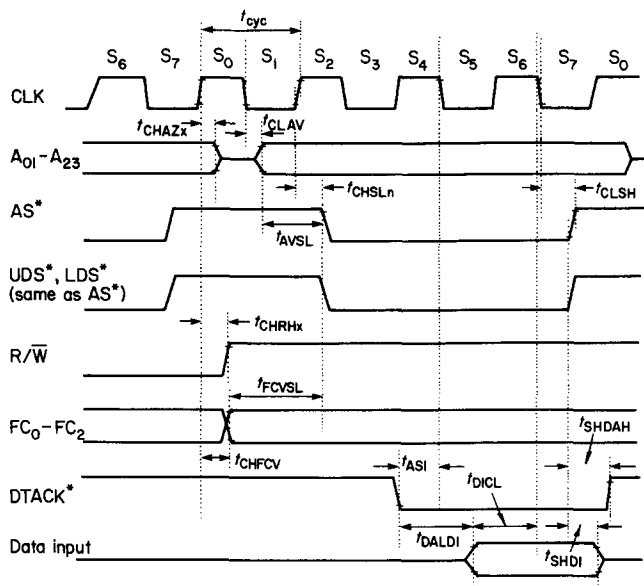 t_cyc
S₆ S₇ S₀ S₁ S₂ S₃ S₄ S₅ S₆ S₇ S₀
CLK
t_CHAZx t_CLAV
A₀₁–A₂₃
t_CHSLn t_CLSH
AS*
t_AVSL
UDS*, LDS*
(same as AS*)
t_CHRHx
R/W̅
t_FCVSL
FC₀–FC₂
t_SHDAH
t_CHFCV t_ASI
t_DICL
DTACK*
t_DALDI
Data input
t_SHDI